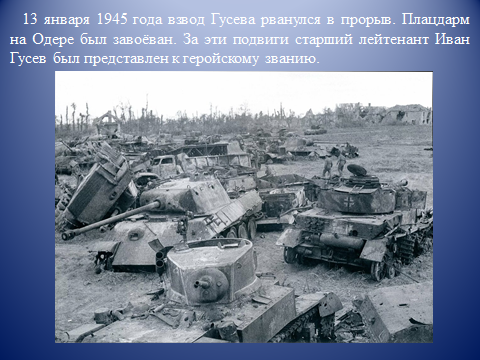 13 января 1945 года взвод Гусева рванулся в прорыв. Плацдарм
на Одере был завоёван. За эти подвиги старший лейтенант Иван
Гусев был представлен к геройскому званию.